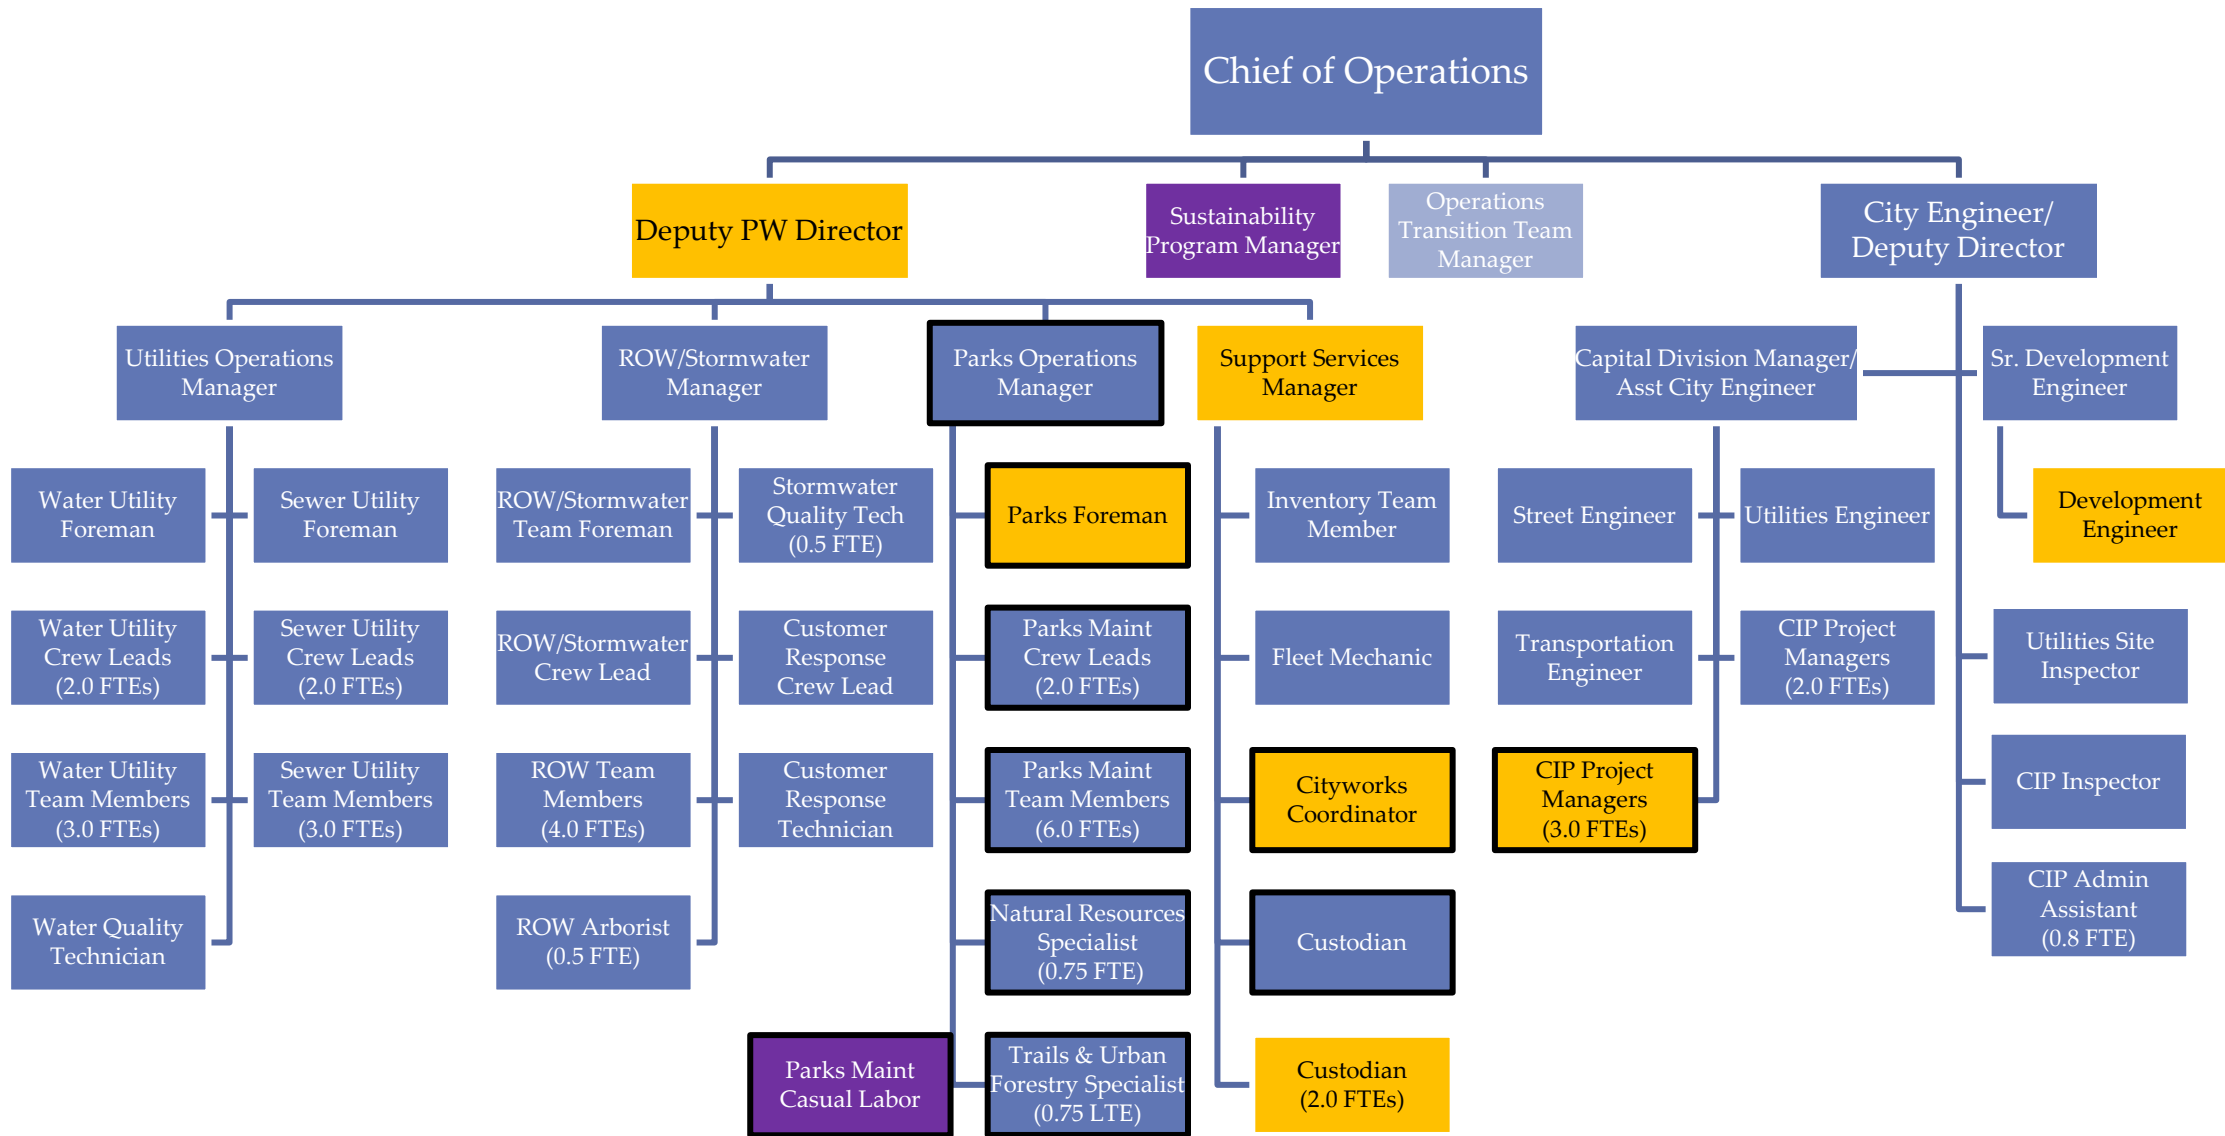 Chief of Operations
Deputy PW Director
Sustainability
Program Manager
Operations
Transition Team
Manager
City Engineer/
Deputy Director
Utilities Operations
Manager
ROW/Stormwater
Manager
Parks Operations
Manager
Support Services
Manager
Capital Division Manager/
Asst City Engineer
Sr. Development
Engineer
Water Utility
Foreman
Sewer Utility
Foreman
ROW/Stormwater
Team Foreman
Stormwater
Quality Tech
(0.5 FTE)
Parks Foreman
Inventory Team
Member
Street Engineer
Utilities Engineer
Development
Engineer
Water Utility
Crew Leads
(2.0 FTEs)
Sewer Utility
Crew Leads
(2.0 FTEs)
ROW/Stormwater
Crew Lead
Customer
Response
Crew Lead
Parks Maint
Crew Leads
(2.0 FTEs)
Fleet Mechanic
Transportation
Engineer
CIP Project
Managers
(2.0 FTEs)
Utilities Site
Inspector
Water Utility
Team Members
(3.0 FTEs)
Sewer Utility
Team Members
(3.0 FTEs)
ROW Team
Members
(4.0 FTEs)
Customer
Response
Technician
Parks Maint
Team Members
(6.0 FTEs)
Cityworks
Coordinator
CIP Project
Managers
(3.0 FTEs)
CIP Inspector
Water Quality
Technician
ROW Arborist
(0.5 FTE)
Natural Resources
Specialist
(0.75 FTE)
Custodian
CIP Admin
Assistant
(0.8 FTE)
Parks Maint
Casual Labor
Trails & Urban
Forestry Specialist
(0.75 LTE)
Custodian
(2.0 FTEs)